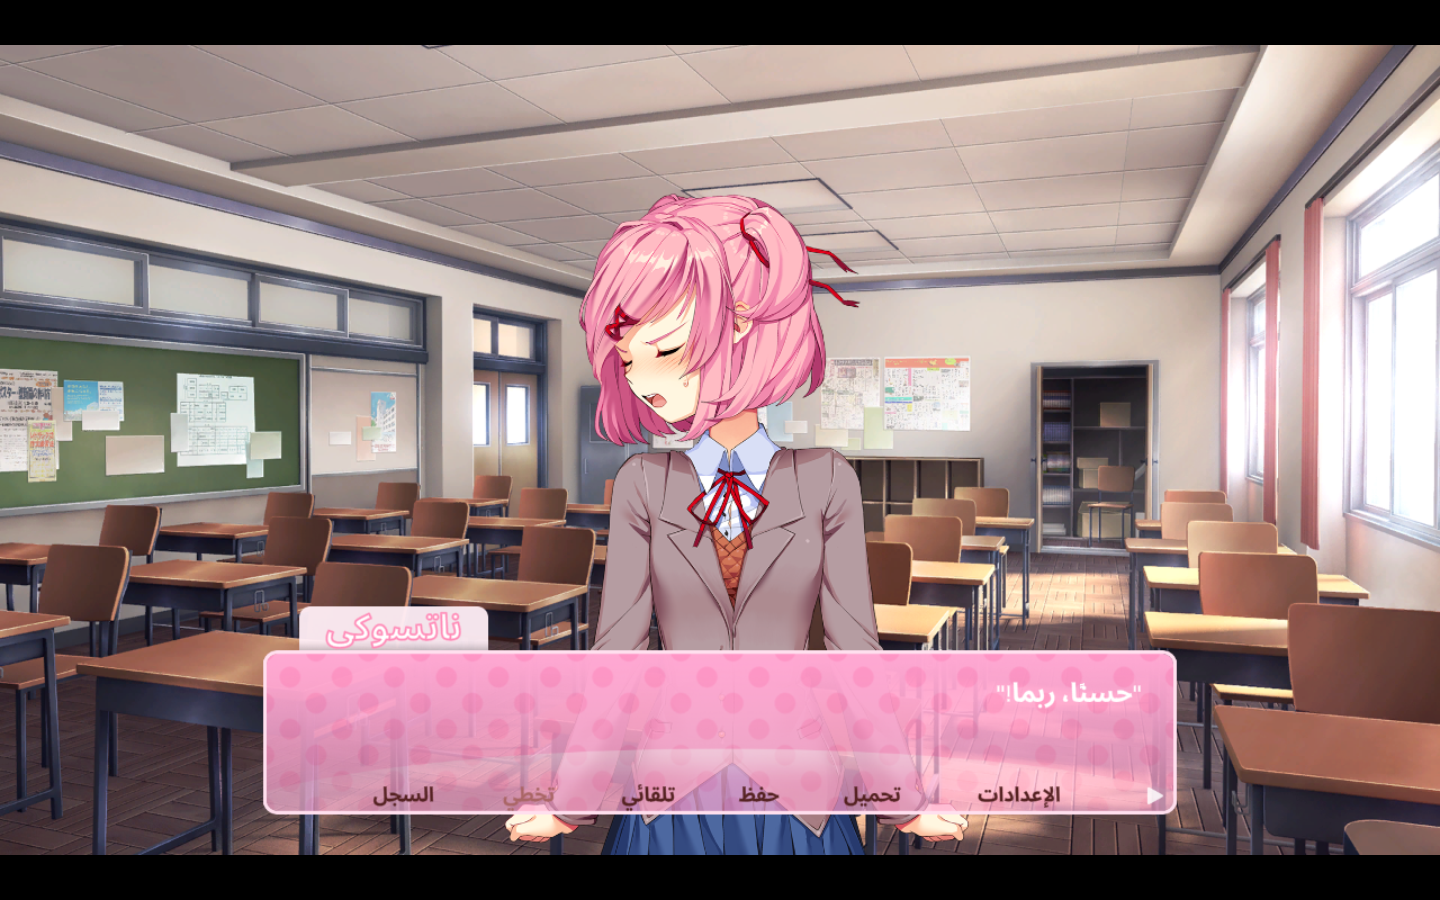 ناتسوكي
"حسنًا، ربما!"
السجل تخطي تلقائي حفظ تحميل الإعدادات